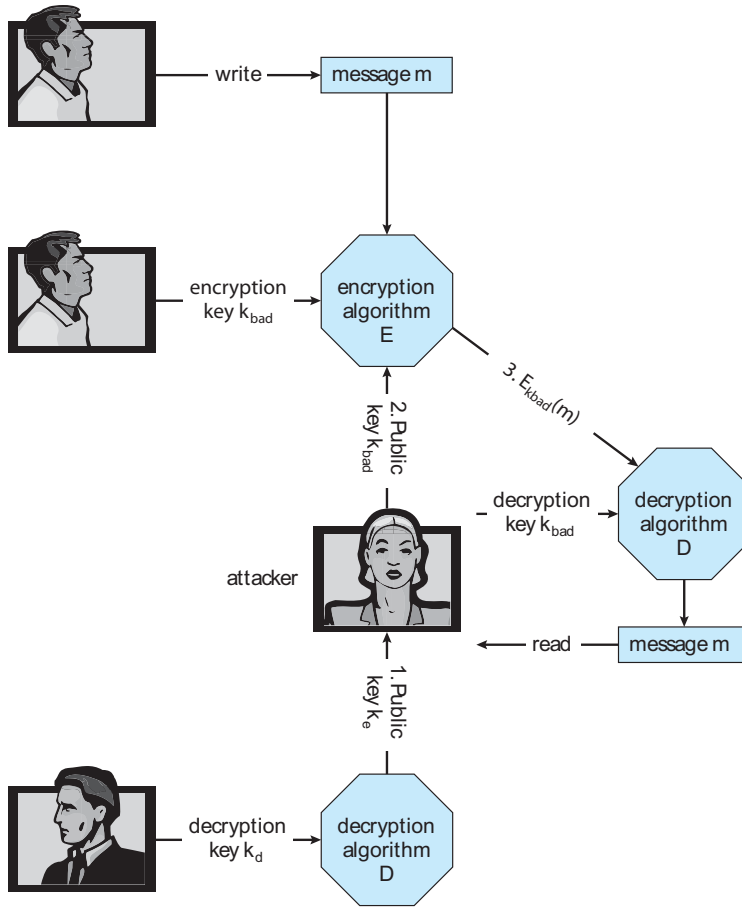 write
message m
encryption
key k_bad
encryption
algorithm
E
3. E_kbad(m)
2. Public
key k_bad
decryption
key k_bad
decryption
algorithm
D
attacker
read
message m
1. Public
key k_e
decryption
key k_d
decryption
algorithm
D